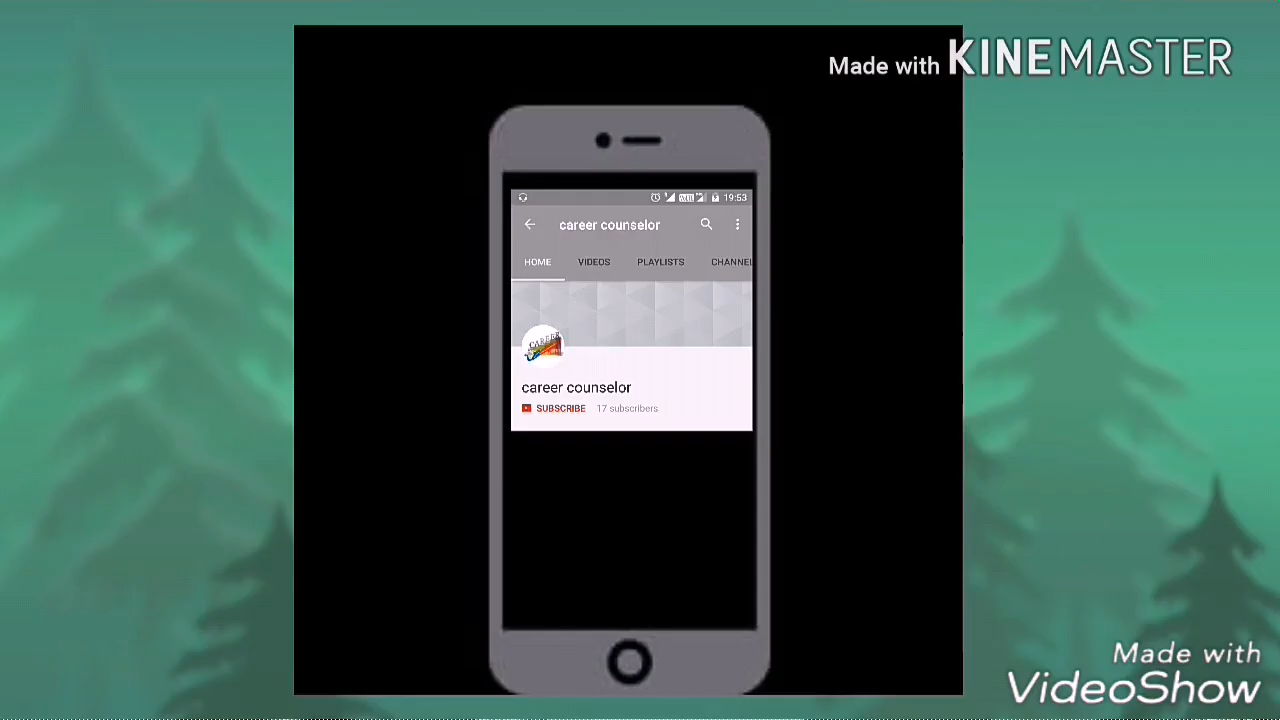 Made with KINEMASTER
19:53
career counselor
HOME VIDEOS PLAYLISTS CHANNEL
CAREER
career counselor
SUBSCRIBE 17 subscribers
Made with
VideoShow